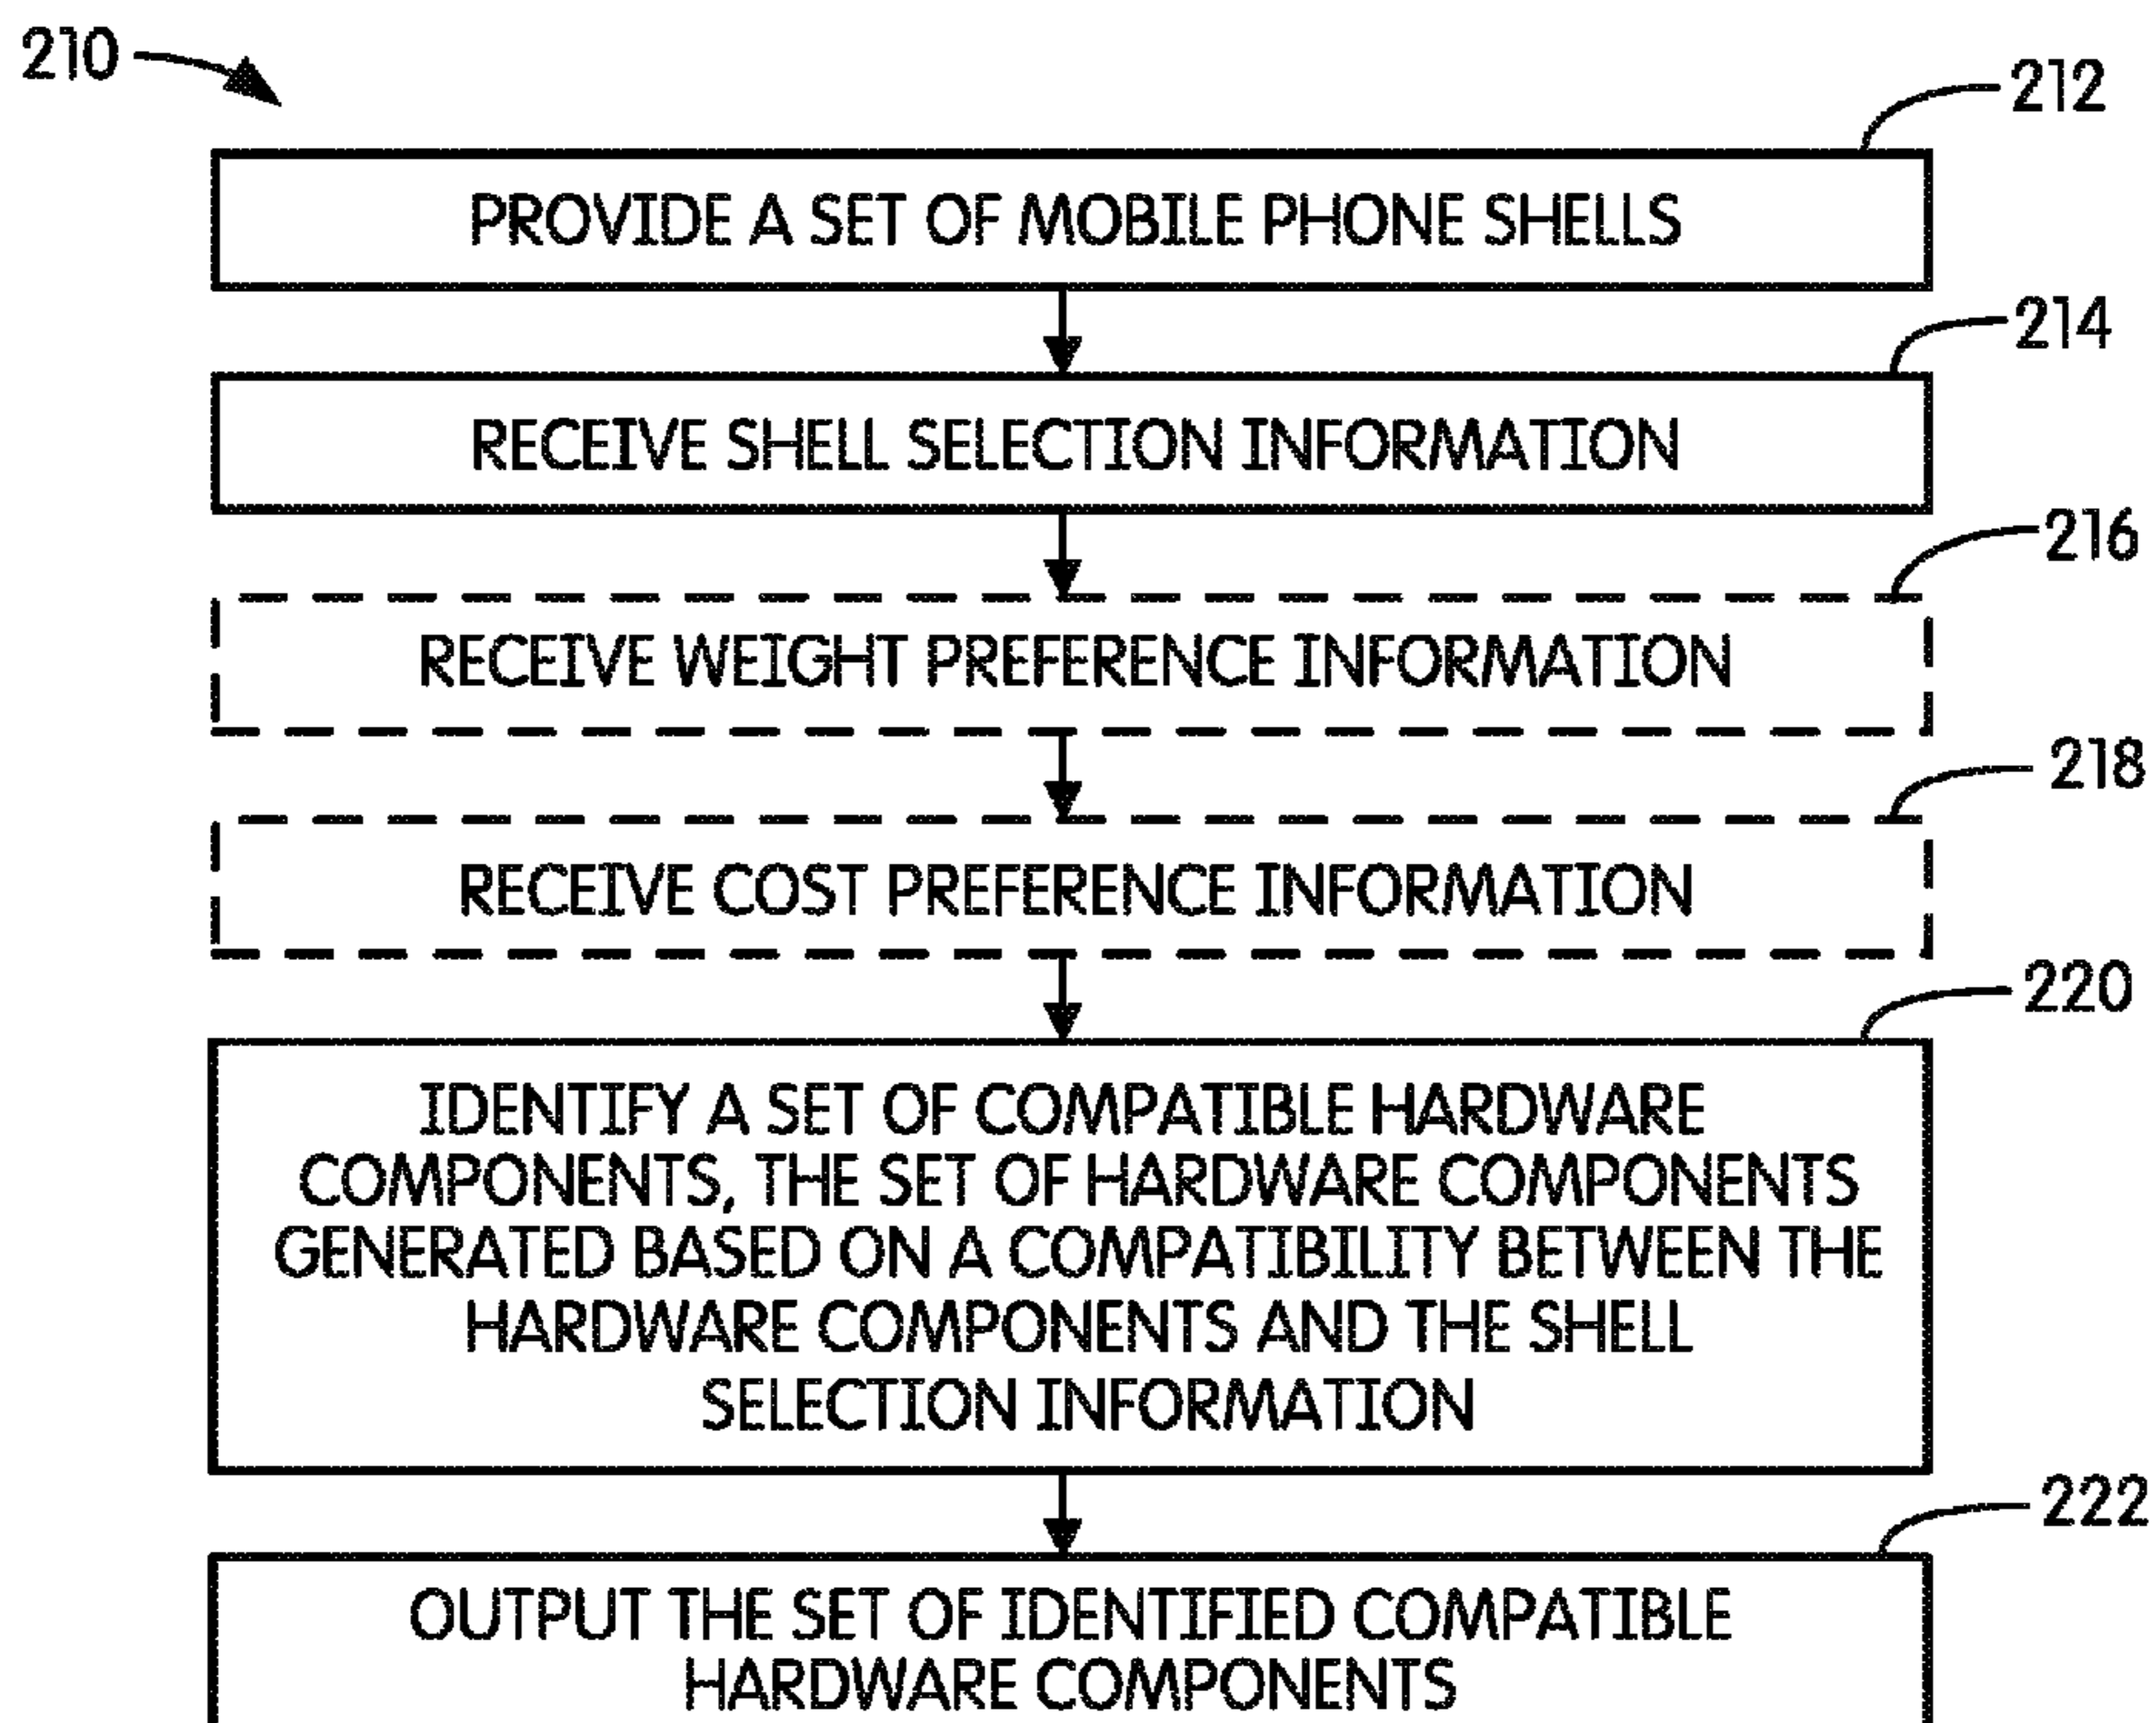 210
212
PROVIDE A SET OF MOBILE PHONE SHELLS
214
RECEIVE SHELL SELECTION INFORMATION
216
RECEIVE WEIGHT PREFERENCE INFORMATION
218
RECEIVE COST PREFERENCE INFORMATION
220
IDENTIFY A SET OF COMPATIBLE HARDWARE
COMPONENTS, THE SET OF HARDWARE COMPONENTS
GENERATED BASED ON A COMPATIBILITY BETWEEN THE
HARDWARE COMPONENTS AND THE SHELL
SELECTION INFORMATION
222
OUTPUT THE SET OF IDENTIFIED COMPATIBLE
HARDWARE COMPONENTS